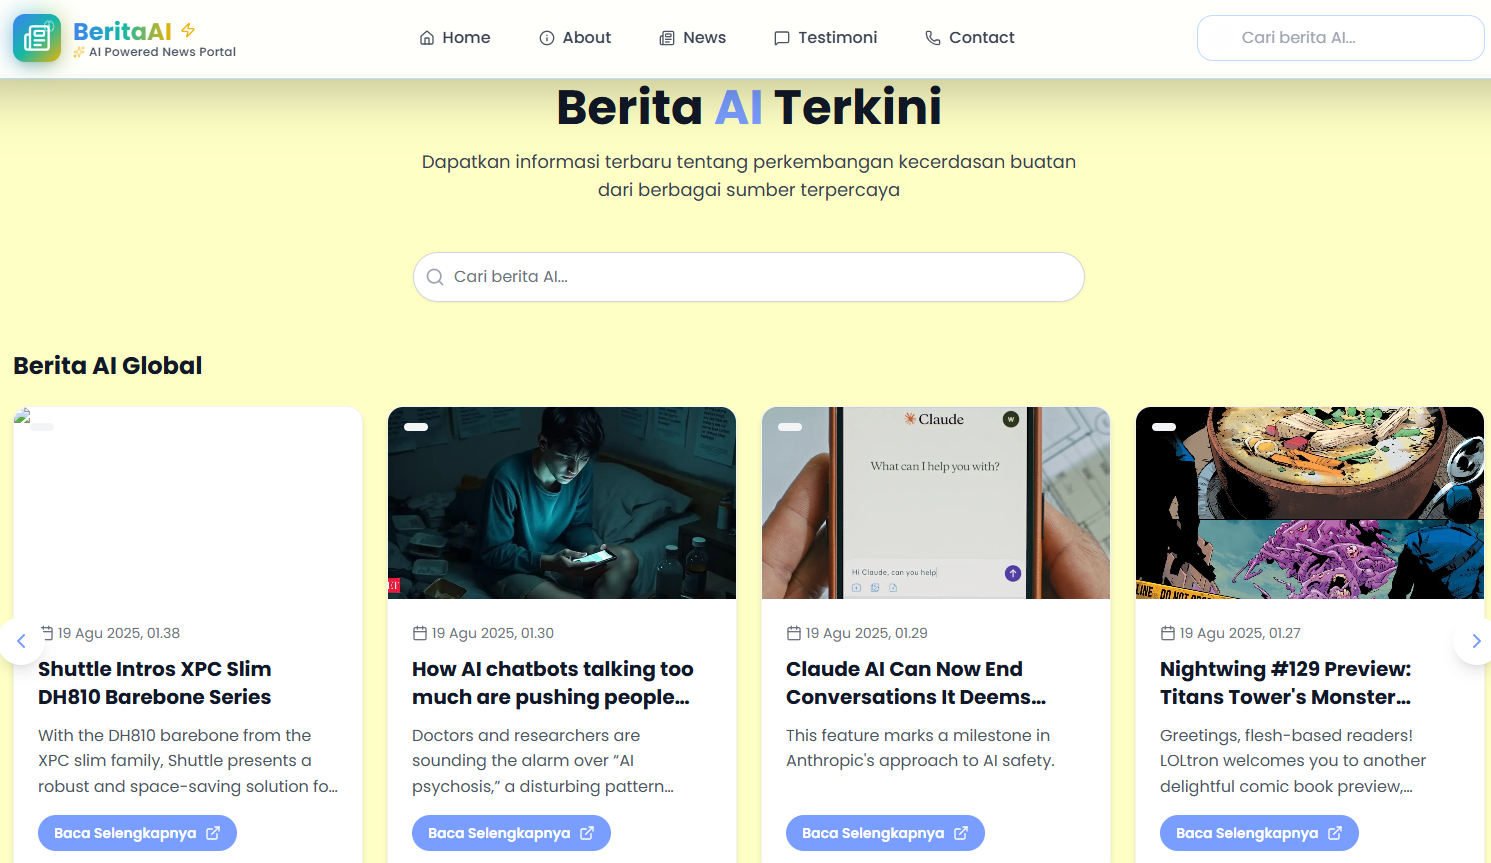 BeritaAI
AI Powered News Portal
Home
About
News
Testimoni
Contact
Cari berita AI...
Berita AI Terkini
Dapatkan informasi terbaru tentang perkembangan kecerdasan buatan
dari berbagai sumber terpercaya
Cari berita AI...
Berita AI Global
19 Agu 2025, 01.38
Shuttle Intros XPC Slim
DH810 Barebone Series
With the DH810 barebone from the
XPC slim family, Shuttle presents a
robust and space-saving solution fo...
Baca Selengkapnya
19 Agu 2025, 01.30
How AI chatbots talking too
much are pushing people...
Doctors and researchers are
sounding the alarm over “AI
psychosis,” a disturbing pattern...
Baca Selengkapnya
Claude
W
What can I help you with?
Hi Claude, can you help
19 Agu 2025, 01.29
Claude AI Can Now End
Conversations It Deems...
This feature marks a milestone in
Anthropic's approach to AI safety.
Baca Selengkapnya
LINE DO NOT
19 Agu 2025, 01.27
Nightwing #129 Preview:
Titans Tower's Monster...
Greetings, flesh-based readers!
LOLtron welcomes you to another
delightful comic book preview,...
Baca Selengkapnya